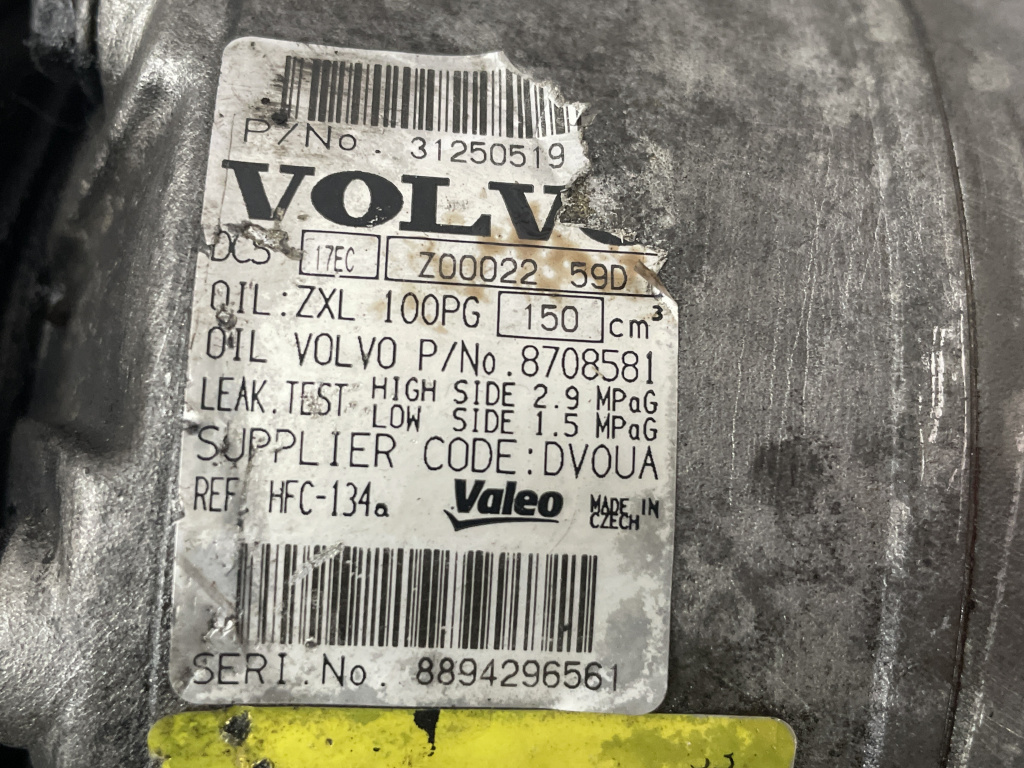 P/No. 31250519
VOLVO
DCS 17EC Z00022 59D
OIL:ZXL 100PG 150 cm³
OIL VOLVO P/No.8708581
LEAK.TEST HIGH SIDE 2.9 MPaG
LOW SIDE 1.5 MPaG
SUPPLIER CODE:DVOUA
REF. HFC-134a Valeo MADE IN
CZECH
SERI.No. 8894296561